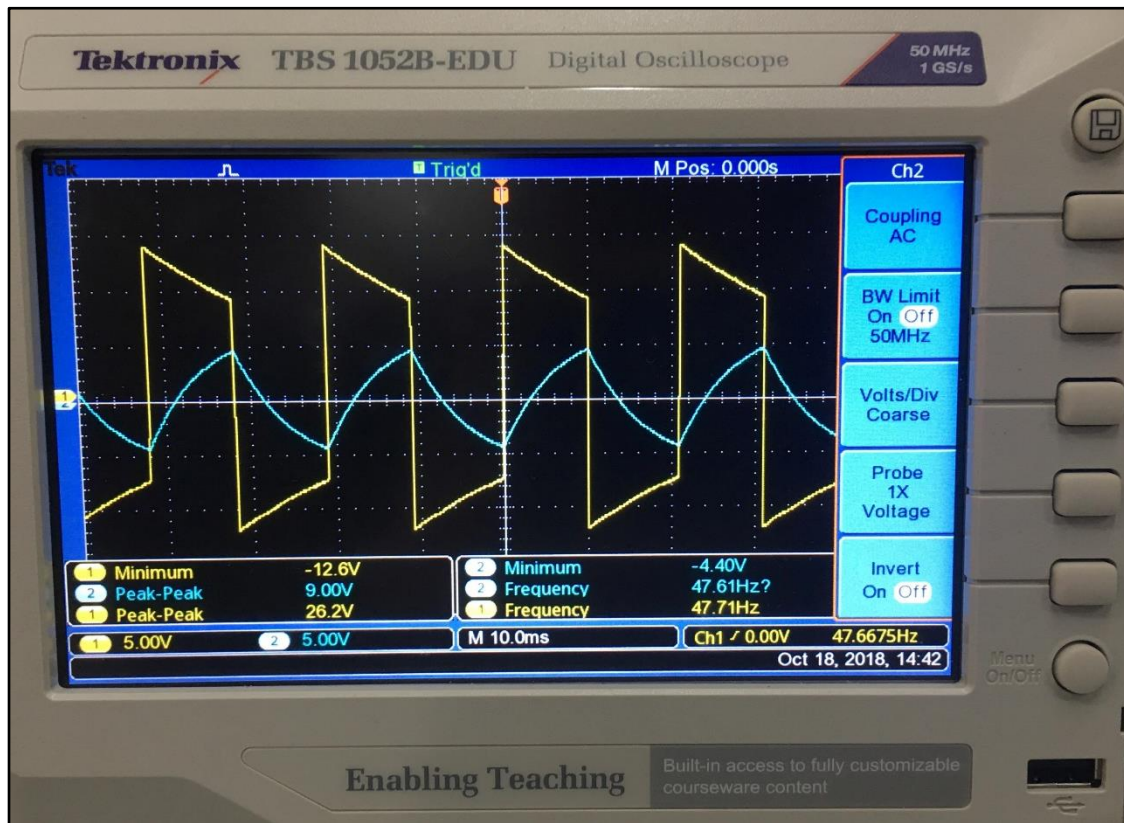 Tektronix TBS 1052B-EDU Digital Oscilloscope 50 MHz
1 GS/s
Tek T Trig'd M Pos: 0.000s Ch2
T
Coupling
AC
BW Limit
On Off
50MHz
1
2
Volts/Div
Coarse
Probe
1X
Voltage
Invert
On Off
1 Minimum -12.6V 2 Minimum -4.40V
2 Peak-Peak 9.00V 2 Frequency 47.61Hz?
1 Peak-Peak 26.2V 1 Frequency 47.71Hz
1 5.00V 2 5.00V M 10.0ms Ch1 0.00V 47.6675Hz
Oct 18, 2018, 14:42
Menu
On/Off
Enabling Teaching
Built-in access to fully customizable
courseware content